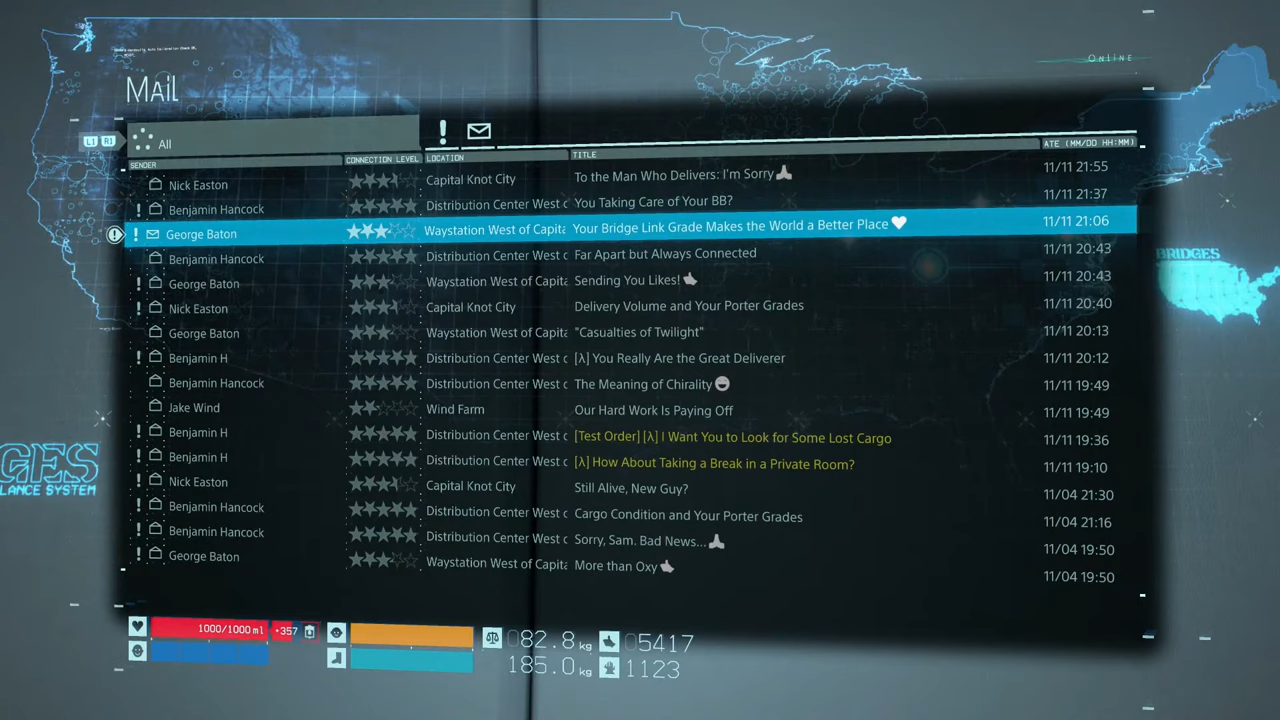 ONLINE
MAIL
L1 R1 All
SENDER CONNECTION LEVEL LOCATION TITLE ATE (MM/DD HH:MM)
Nick Easton Capital Knot City To the Man Who Delivers: I'm Sorry 11/11 21:55
! Benjamin Hancock Distribution Center West c You Taking Care of Your BB? 11/11 21:37
! George Baton Waystation West of Capita Your Bridge Link Grade Makes the World a Better Place 11/11 21:06
Benjamin Hancock Distribution Center West c Far Apart but Always Connected 11/11 20:43
! George Baton Waystation West of Capita Sending You Likes! 11/11 20:43
! Nick Easton Capital Knot City Delivery Volume and Your Porter Grades 11/11 20:40
George Baton Waystation West of Capita "Casualties of Twilight" 11/11 20:13
! Benjamin H Distribution Center West c [λ] You Really Are the Great Deliverer 11/11 20:12
Benjamin Hancock Distribution Center West c The Meaning of Chirality 11/11 19:49
Jake Wind Wind Farm Our Hard Work Is Paying Off 11/11 19:49
! Benjamin H Distribution Center West c [Test Order] [λ] I Want You to Look for Some Lost Cargo 11/11 19:36
! Benjamin H Distribution Center West c [λ] How About Taking a Break in a Private Room? 11/11 19:10
Nick Easton Capital Knot City Still Alive, New Guy? 11/04 21:30
! Benjamin Hancock Distribution Center West c Cargo Condition and Your Porter Grades 11/04 21:16
! Benjamin Hancock Distribution Center West c Sorry, Sam. Bad News... 11/04 19:50
! George Baton Waystation West of Capita More than Oxy 11/04 19:50
BRIDGES
GES
LANCE SYSTEM
1000/1000 ml +357 082.8 kg 05417
185.0 kg 1123